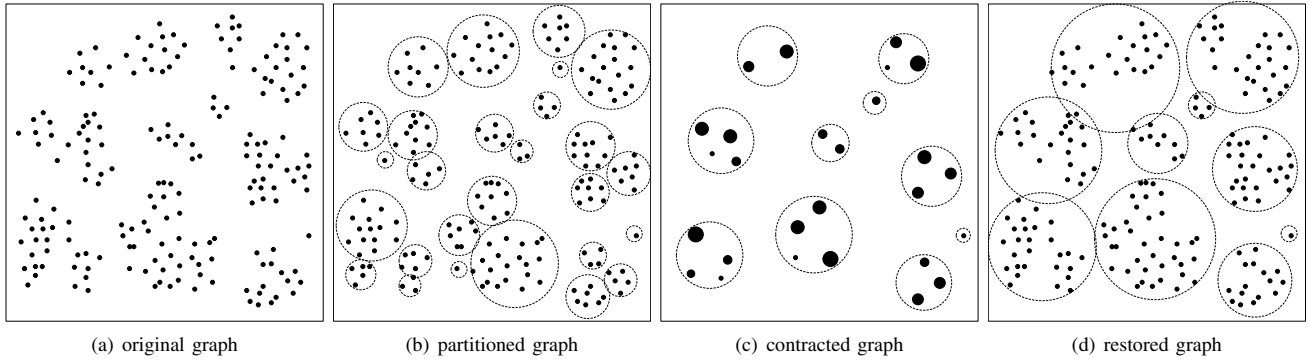 (a) original graph
(b) partitioned graph
(c) contracted graph
(d) restored graph